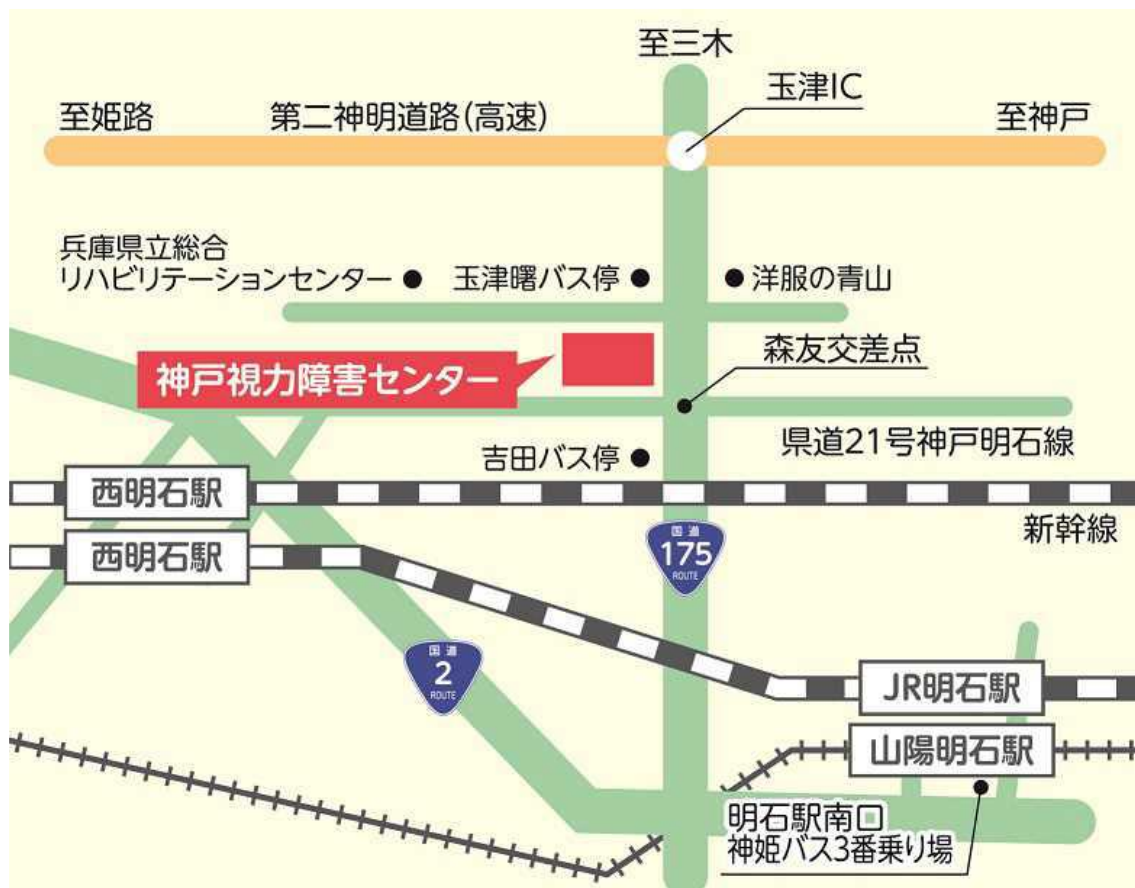 至三木
玉津IC
至姫路
第二神明道路(高速)
至神戸
兵庫県立総合
リハビリテーションセンター
玉津曙バス停
洋服の青山
神戸視力障害センター
森友交差点
県道21号神戸明石線
吉田バス停
西明石駅
新幹線
西明石駅
国道
175
ROUTE
国道
2
ROUTE
JR明石駅
山陽明石駅
明石駅南口
神姫バス3番乗り場